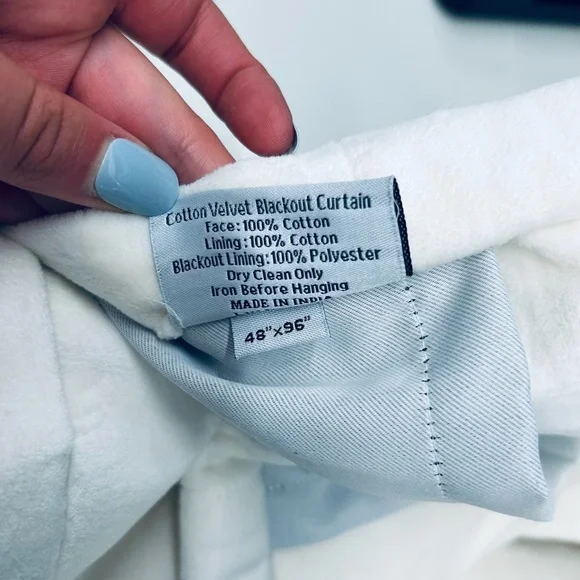 Cotton Velvet Blackout Curtain
Face:100% Cotton
Lining:100% Cotton
Blackout Lining:100% Polyester
Dry Clean Only
Iron Before Hanging
MADE IN
48"x96"